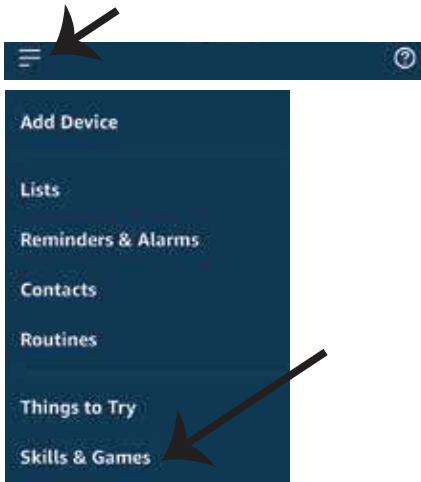 Add Device
Lists
Reminders & Alarms
Contacts
Routines
Things to Try
Skills & Games